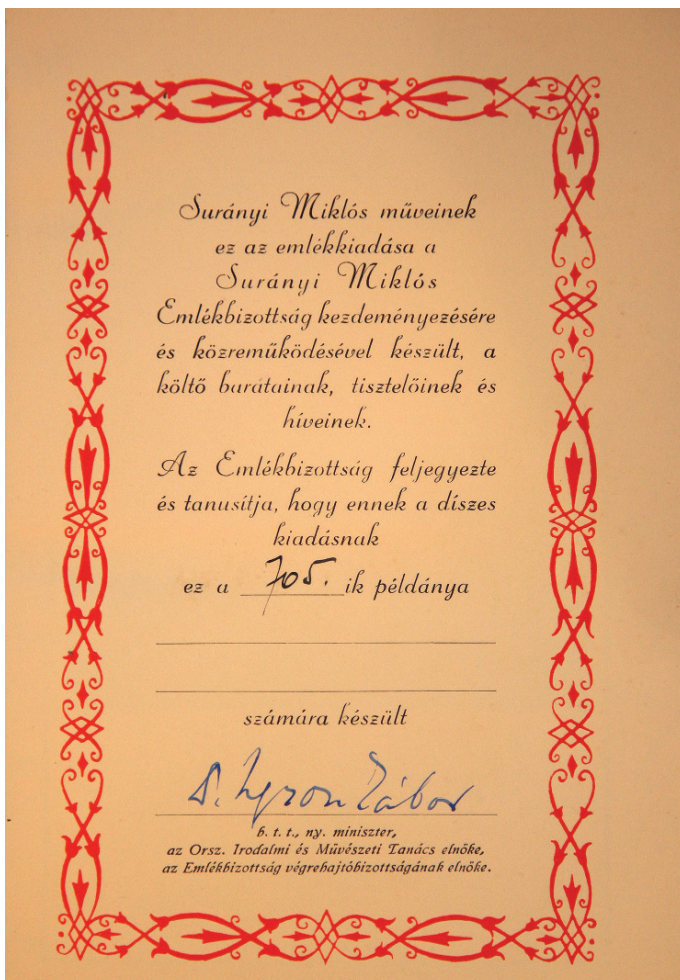 Surányi Miklós műveinek
ez az emlékkiadása a
Surányi Miklós
Emlékbizottság kezdeményezésére
és közreműködésével készült, a
költő barátainak, tisztelőinek és
híveinek.
Az Emlékbizottság feljegyezte
és tanusítja, hogy ennek a díszes
kiadásnak
ez a 705. ik példánya
számára készült
Ugron Gábor
b. t. t., ny. miniszter,
az Orsz. Irodalmi és Művészeti Tanács elnöke,
az Emlékbizottság végrehajtóbizottságának elnöke.